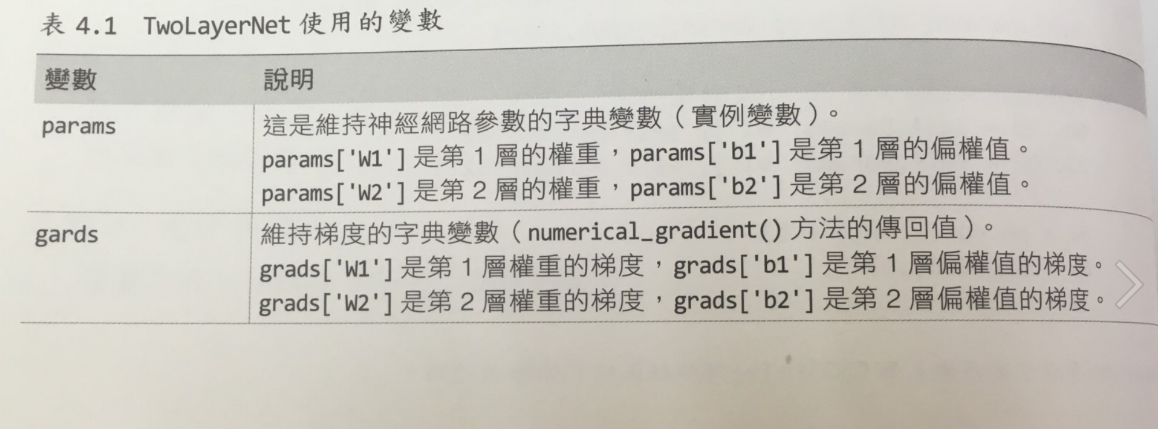 表 4.1 TwoLayerNet 使用的變數
變數 說明
params 這是維持神經網路參數的字典變數（實例變數）。
params['W1'] 是第 1 層的權重，params['b1'] 是第 1 層的偏權值。
params['W2'] 是第 2 層的權重，params['b2'] 是第 2 層的偏權值。
gards 維持梯度的字典變數（numerical_gradient() 方法的傳回值）。
grads['W1'] 是第 1 層權重的梯度，grads['b1'] 是第 1 層偏權值的梯度。
grads['W2'] 是第 2 層權重的梯度，grads['b2'] 是第 2 層偏權值的梯度。